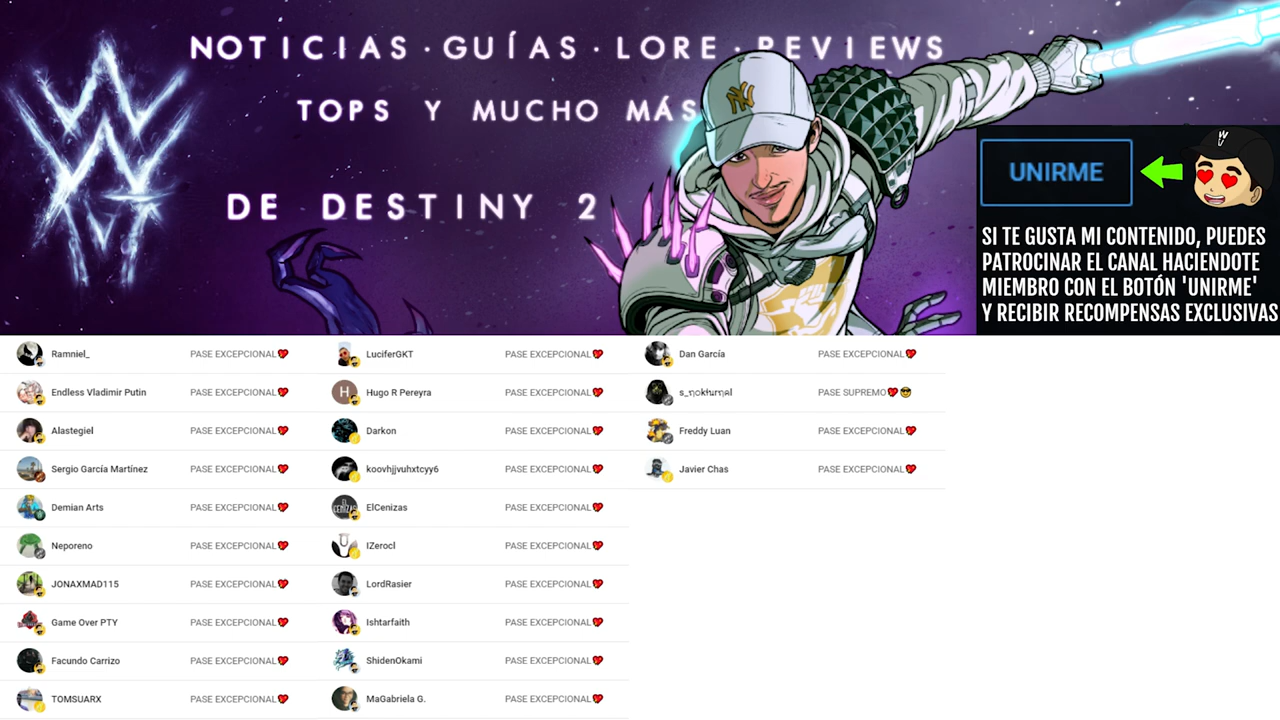 NOTICIAS · GUÍAS · LORE · REVIEWS
TOPS Y MUCHO MÁS
DE DESTINY 2
UNIRME
SI TE GUSTA MI CONTENIDO, PUEDES
PATROCINAR EL CANAL HACIENDOTE
MIEMBRO CON EL BOTÓN 'UNIRME'
Y RECIBIR RECOMPENSAS EXCLUSIVAS
Ramniel_ PASE EXCEPCIONAL
Endless Vladimir Putin PASE EXCEPCIONAL
Alastegiel PASE EXCEPCIONAL
Sergio García Martínez PASE EXCEPCIONAL
Demian Arts PASE EXCEPCIONAL
Neporeno PASE EXCEPCIONAL
JONAXMAD115 PASE EXCEPCIONAL
Game Over PTY PASE EXCEPCIONAL
Facundo Carrizo PASE EXCEPCIONAL
TOMSUARX PASE EXCEPCIONAL
LuciferGKT PASE EXCEPCIONAL
H Hugo R Pereyra PASE EXCEPCIONAL
Darkon PASE EXCEPCIONAL
koovhjjvuhxtcyy6 PASE EXCEPCIONAL
ElCenizas PASE EXCEPCIONAL
IZerocl PASE EXCEPCIONAL
LordRasier PASE EXCEPCIONAL
Ishtarfaith PASE EXCEPCIONAL
ShidenOkami PASE EXCEPCIONAL
MaGabriela G. PASE EXCEPCIONAL
Dan García PASE EXCEPCIONAL
PASE SUPREMO
Freddy Luan PASE EXCEPCIONAL
Javier Chas PASE EXCEPCIONAL